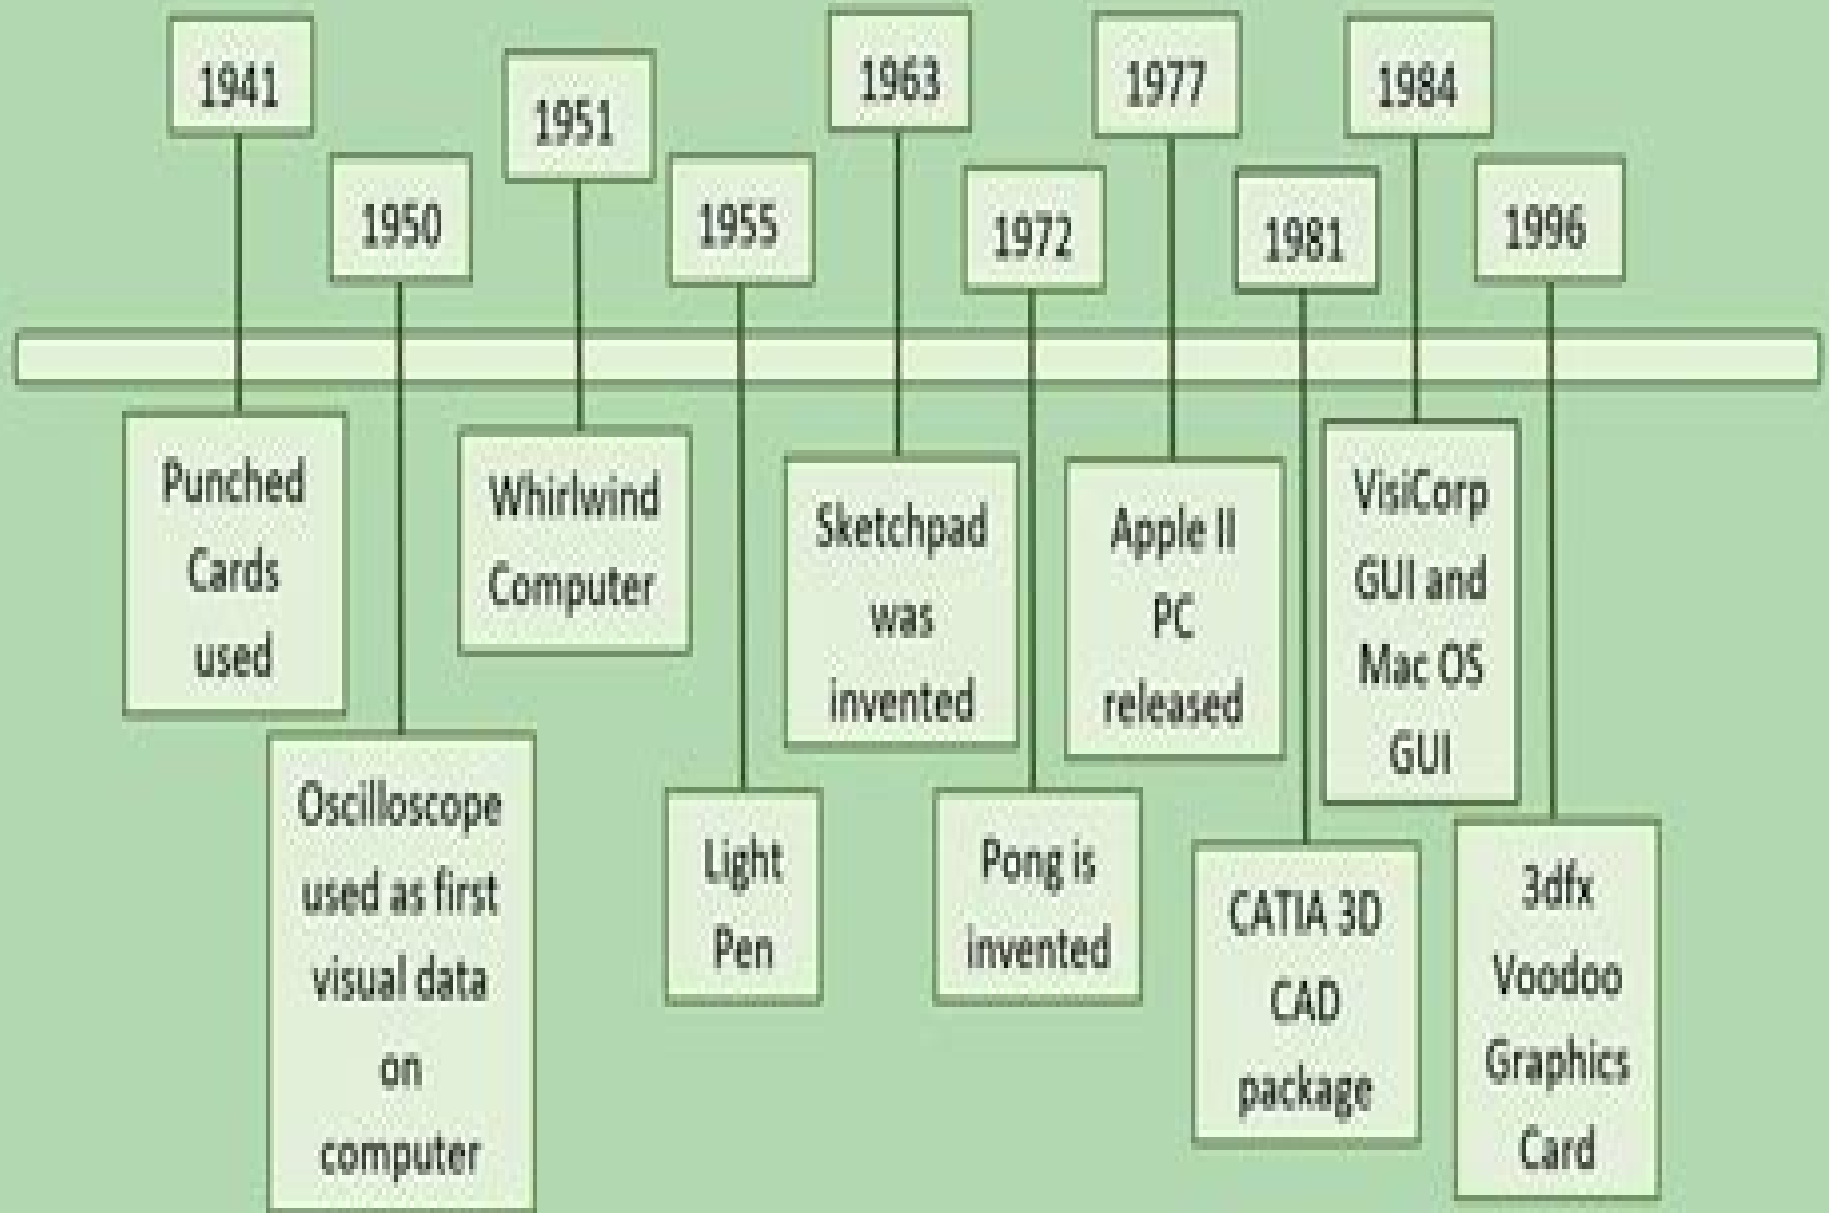 1941
1950
1951
1955
1963
1972
1977
1981
1984
1996
Punched
Cards
used
Oscilloscope
used as first
visual data
on
computer
Whirlwind
Computer
Light
Pen
Sketchpad
was
invented
Pong is
invented
Apple II
PC
released
CATIA 3D
CAD
package
VisiCorp
GUI and
Mac OS
GUI
3dfx
Voodoo
Graphics
Card